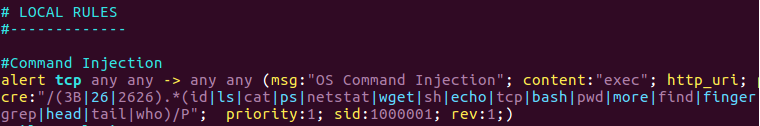 # LOCAL RULES
#-------------
#Command Injection
alert tcp any any -> any any (msg:"OS Command Injection"; content:"exec"; http_uri; p
cre:"/(3B|26|2626).*(id|ls|cat|ps|netstat|wget|sh|echo|tcp|bash|pwd|more|find|finger
grep|head|tail|who)/P";  priority:1; sid:1000001; rev:1;)